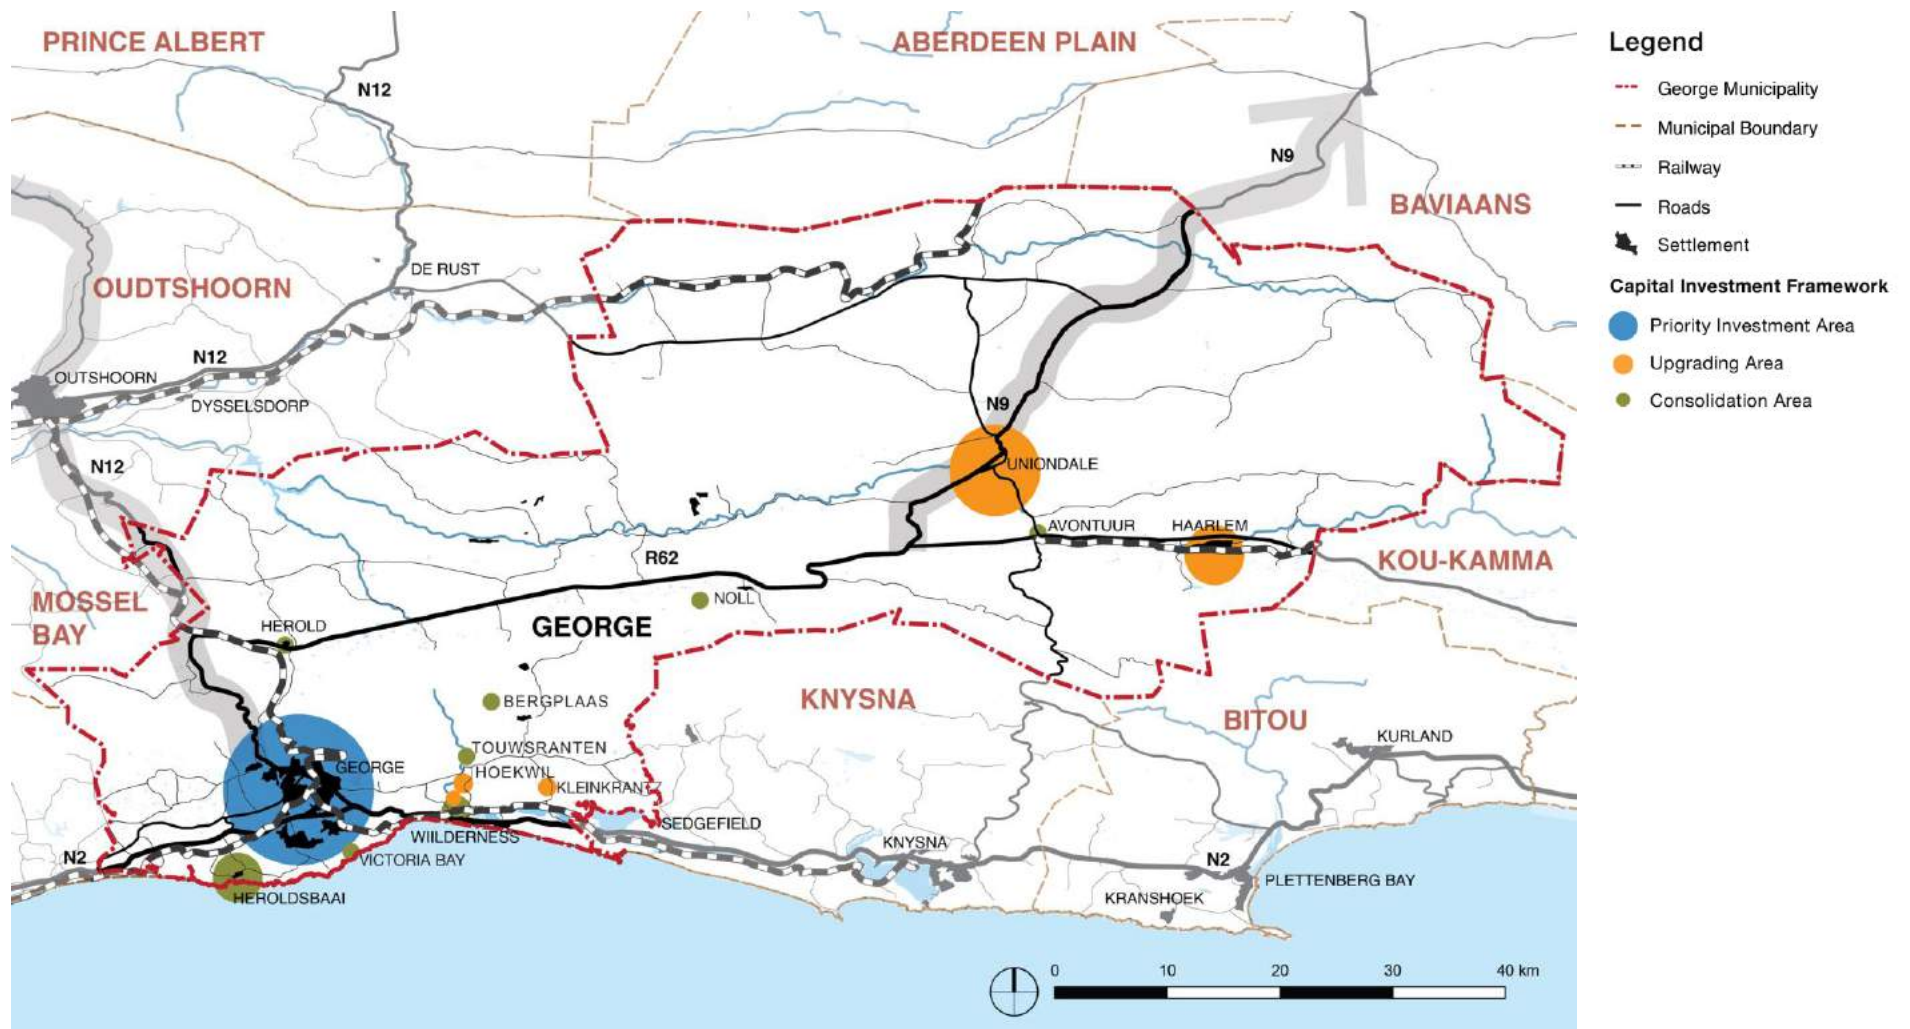 PRINCE ALBERT
ABERDEEN PLAIN
N12
N9
BAVIAANS
DE RUST
OUDTSHOORN
N12
OUTSHOORN
DYSSELSDORP
N9
N12
UNIONDALE
AVONTUUR
HAARLEM
R62
KOU-KAMMA
MOSSEL
BAY
NOLL
HEROLD
GEORGE
BERGPLAAS
KNYSNA
BITOU
KURLAND
TOUWSRANTEN
GEORGE
HOEKWIL
KLEINKRANTZ
SEDGEFIELD
WIILDERNESS
KNYSNA
N2
VICTORIA BAY
N2
PLETTENBERG BAY
HEROLDSBAAI
KRANSHOEK
0 10 20 30 40 km
Legend
George Municipality
Municipal Boundary
Railway
Roads
Settlement
Capital Investment Framework
Priority Investment Area
Upgrading Area
Consolidation Area